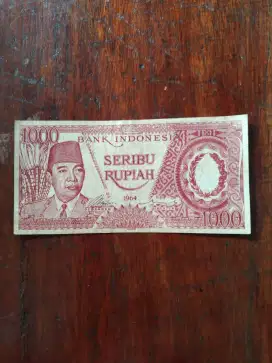 1000
BANK INDONESIA
SERIBU
RUPIAH
1964
1000